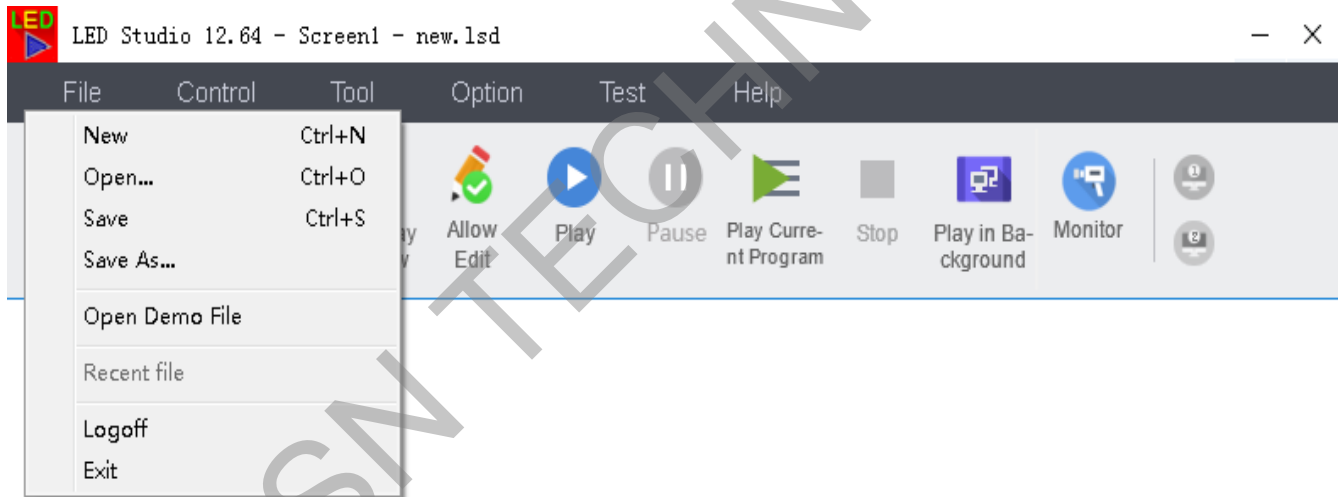 LED
LED Studio 12.64 - Screen1 - new.lsd
File Control Tool Option Test Help
New Ctrl+N
Open... Ctrl+O
Save Ctrl+S
Save As...
Open Demo File
Recent file
Logoff
Exit
Allow
Edit
Play
Pause
Play Curre-
nt Program
Stop
Play in Ba-
ckground
Monitor
1
2
SN TECHN